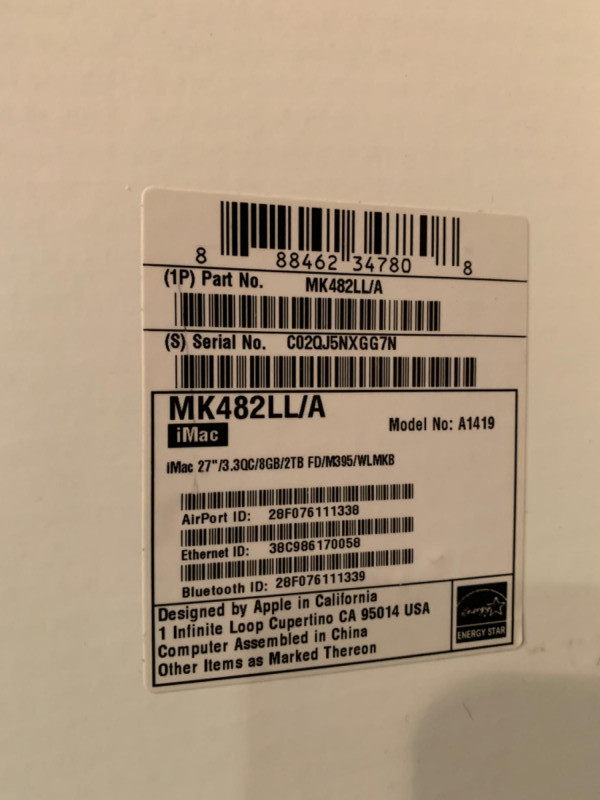 8 88462 34780 8
(1P) Part No. MK482LL/A
(S) Serial No. C02QJ5NXGG7N
MK482LL/A
iMac
Model No: A1419
iMac 27"/3.3QC/8GB/2TB FD/M395/WLMKB
AirPort ID: 28F076111338
Ethernet ID: 38C986170058
Bluetooth ID: 28F076111339
Designed by Apple in California
1 Infinite Loop Cupertino CA 95014 USA
Computer Assembled in China
Other Items as Marked Thereon
ENERGY STAR